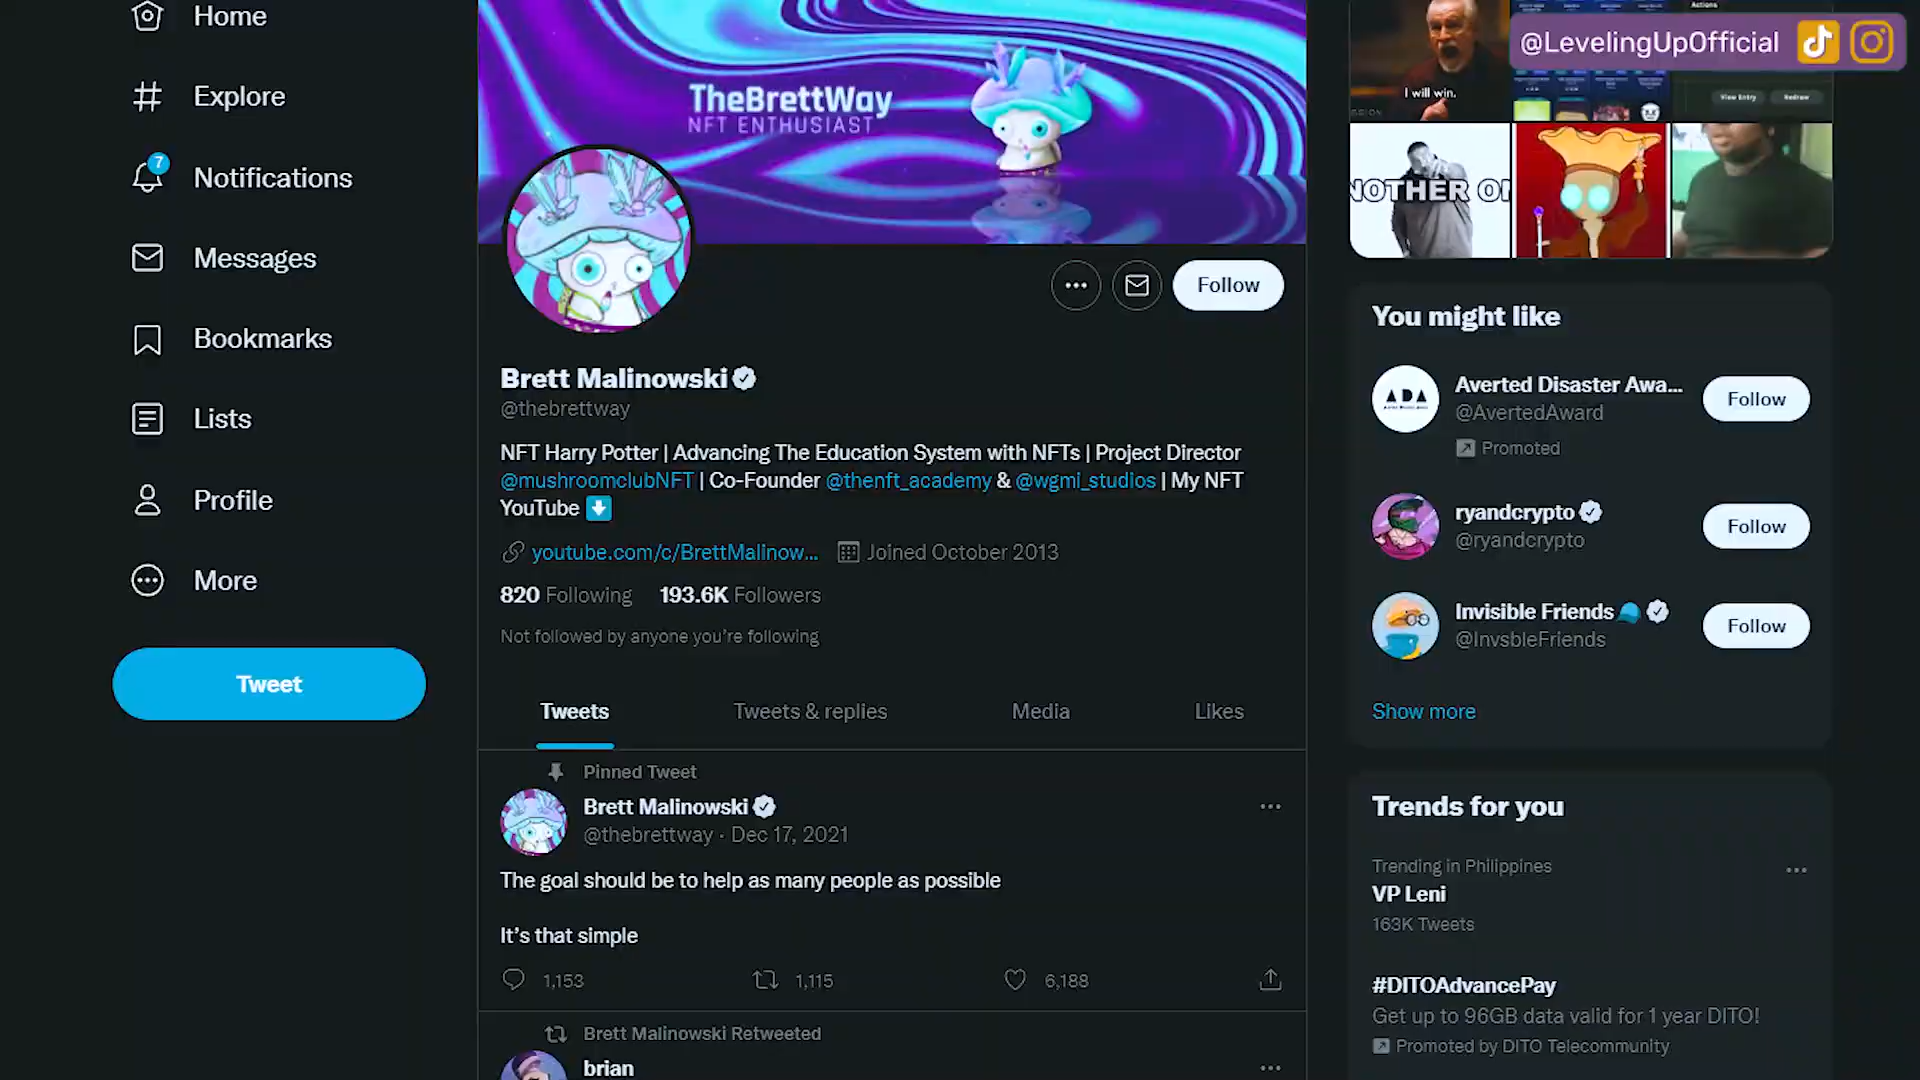 Home
Explore
7
Notifications
Messages
Bookmarks
Lists
Profile
More
Tweet
TheBrettWay
NFT ENTHUSIAST
Follow
Brett Malinowski
@thebrettway
NFT Harry Potter | Advancing The Education System with NFTs | Project Director
@mushroomclubNFT | Co-Founder @thenft_academy & @wgmi_studios | My NFT
YouTube
youtube.com/c/BrettMalinow... Joined October 2013
820 Following 193.6K Followers
Not followed by anyone you're following
Tweets Tweets & replies Media Likes
Pinned Tweet
Brett Malinowski
@thebrettway · Dec 17, 2021
The goal should be to help as many people as possible
It's that simple
1,153 1,115 6,188
Brett Malinowski Retweeted
brian
@LevelingUpOfficial
Actions
I will win.
View Entry Redraw
NOTHER ON
You might like
ADA
Averted Disaster Awa...
@AvertedAward
Promoted
Follow
ryandcrypto
@ryandcrypto
Follow
Invisible Friends
@InvsbleFriends
Follow
Show more
Trends for you
Trending in Philippines
VP Leni
163K Tweets
#DITOAdvancePay
Get up to 96GB data valid for 1 year DITO!
Promoted by DITO Telecommunity